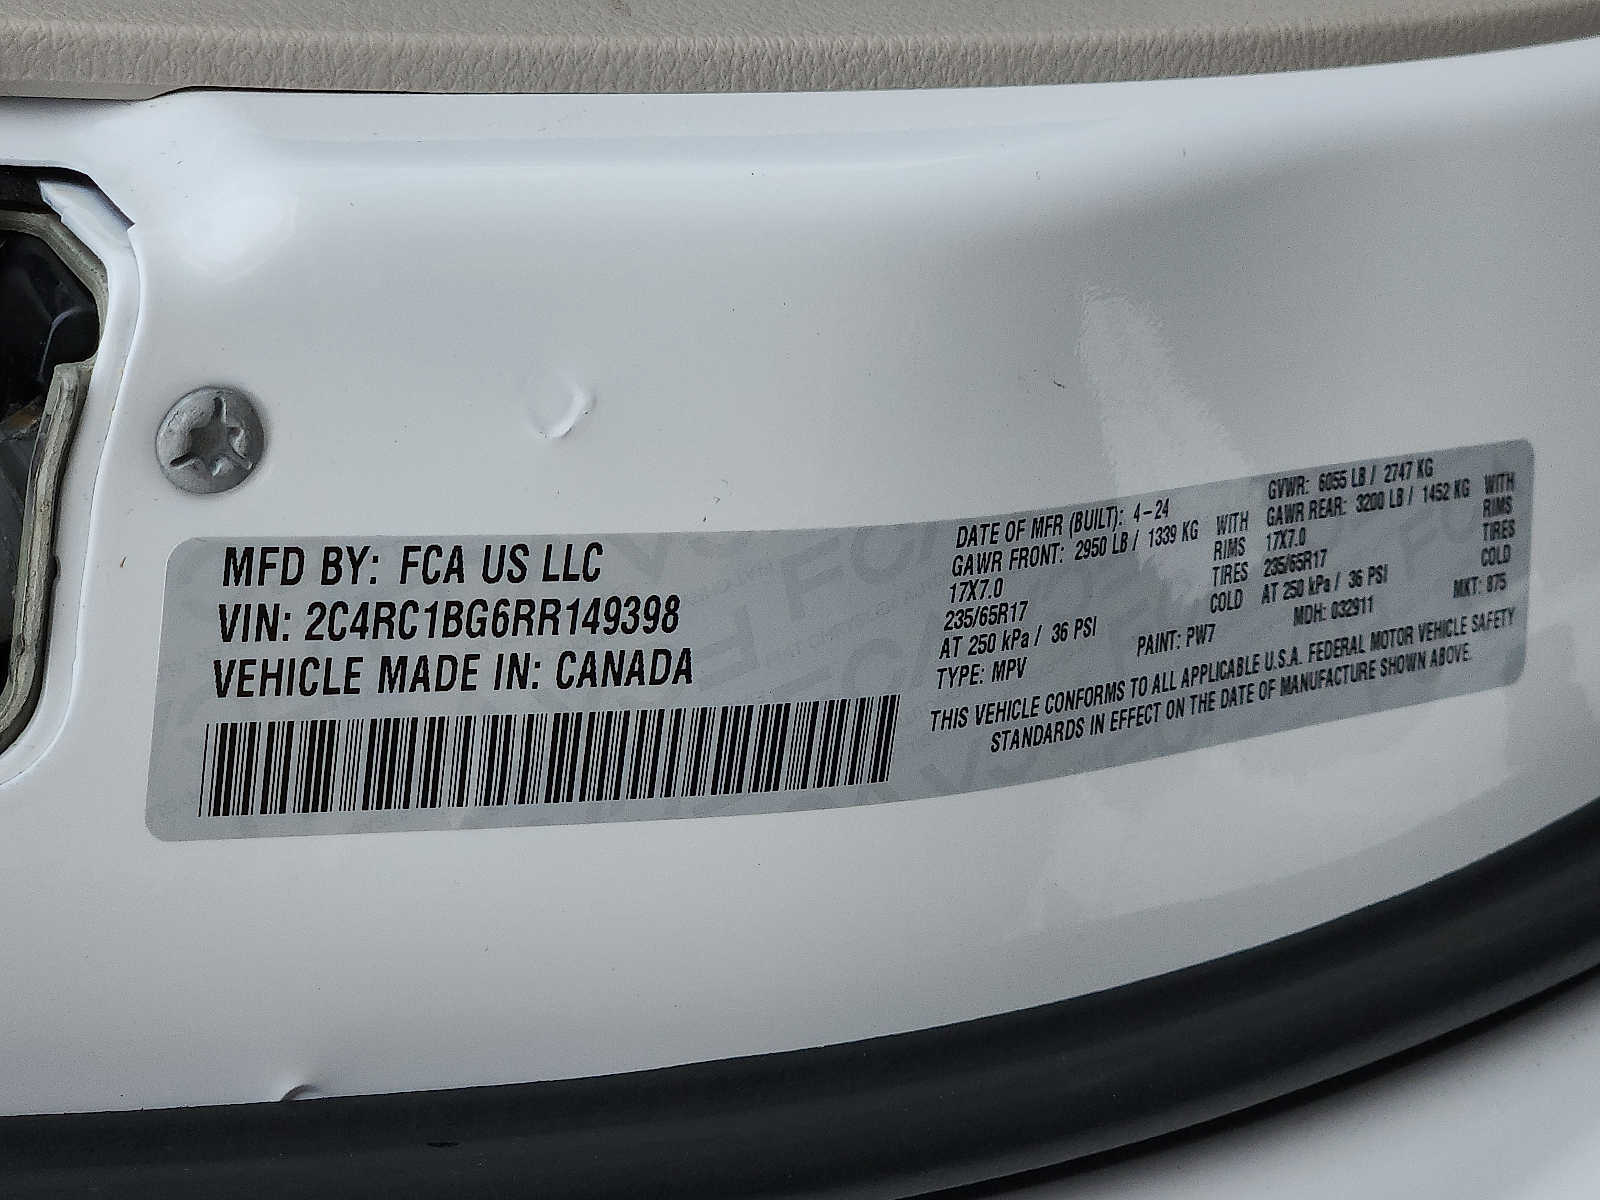 MFD BY: FCA US LLC
VIN: 2C4RC1BG6RR149398
VEHICLE MADE IN: CANADA
DATE OF MFR (BUILT): 4-24
GVWR: 6055 LB / 2747 KG
GAWR FRONT: 2950 LB / 1339 KG WITH
17X7.0 RIMS
235/65R17 TIRES
AT 250 kPa / 36 PSI COLD
GAWR REAR: 3200 LB / 1452 KG WITH
17X7.0 RIMS
235/65R17 TIRES
AT 250 kPa / 36 PSI COLD
TYPE: MPV PAINT: PW7 MDH: 032911 MKT: 875
THIS VEHICLE CONFORMS TO ALL APPLICABLE U.S.A. FEDERAL MOTOR VEHICLE SAFETY
STANDARDS IN EFFECT ON THE DATE OF MANUFACTURE SHOWN ABOVE.